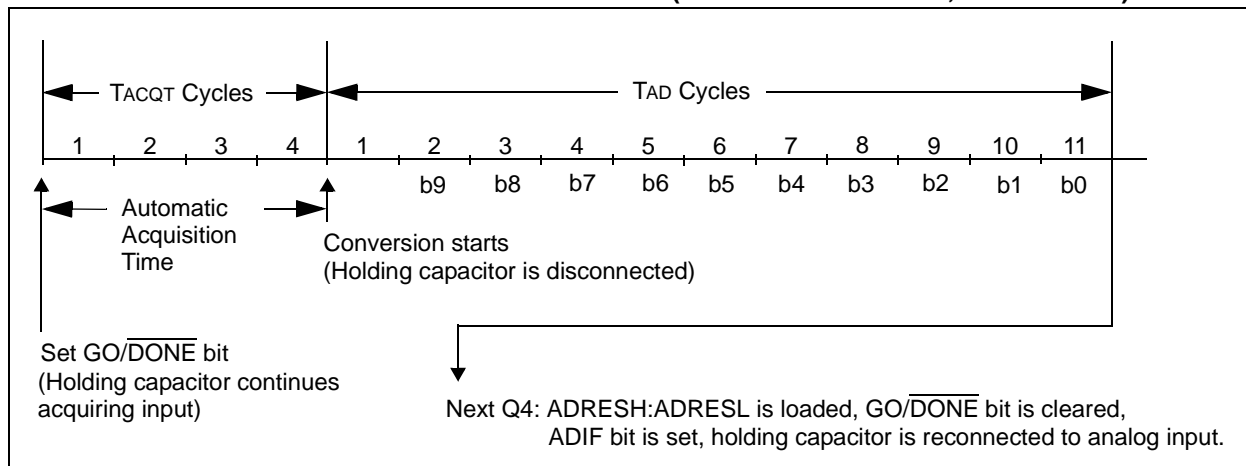 TACQT Cycles
TAD Cycles
1 2 3 4 1 2 3 4 5 6 7 8 9 10 11
b9 b8 b7 b6 b5 b4 b3 b2 b1 b0
Automatic
Acquisition
Time
Conversion starts
(Holding capacitor is disconnected)
Set GO/DONE bit
(Holding capacitor continues
acquiring input)
Next Q4: ADRESH:ADRESL is loaded, GO/DONE bit is cleared,
ADIF bit is set, holding capacitor is reconnected to analog input.